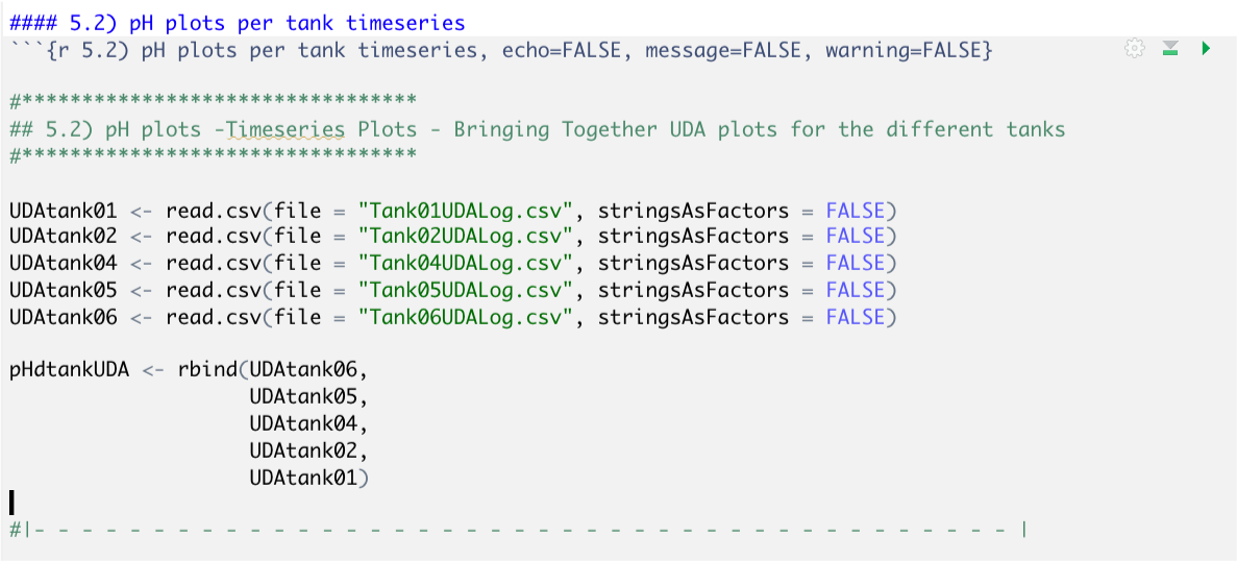 #### 5.2) pH plots per tank timeseries
```{r 5.2) pH plots per tank timeseries, echo=FALSE, message=FALSE, warning=FALSE}
#*********************************
## 5.2) pH plots -Timeseries Plots - Bringing Together UDA plots for the different tanks
#*********************************
UDAtank01 <- read.csv(file = "Tank01UDALog.csv", stringsAsFactors = FALSE)
UDAtank02 <- read.csv(file = "Tank02UDALog.csv", stringsAsFactors = FALSE)
UDAtank04 <- read.csv(file = "Tank04UDALog.csv", stringsAsFactors = FALSE)
UDAtank05 <- read.csv(file = "Tank05UDALog.csv", stringsAsFactors = FALSE)
UDAtank06 <- read.csv(file = "Tank06UDALog.csv", stringsAsFactors = FALSE)
pHdtankUDA <- rbind(UDAtank06,
UDAtank05,
UDAtank04,
UDAtank02,
UDAtank01)
#|- - - - - - - - - - - - - - - - - - - - - - - - - - - - - - - - - - - - - - - - - |